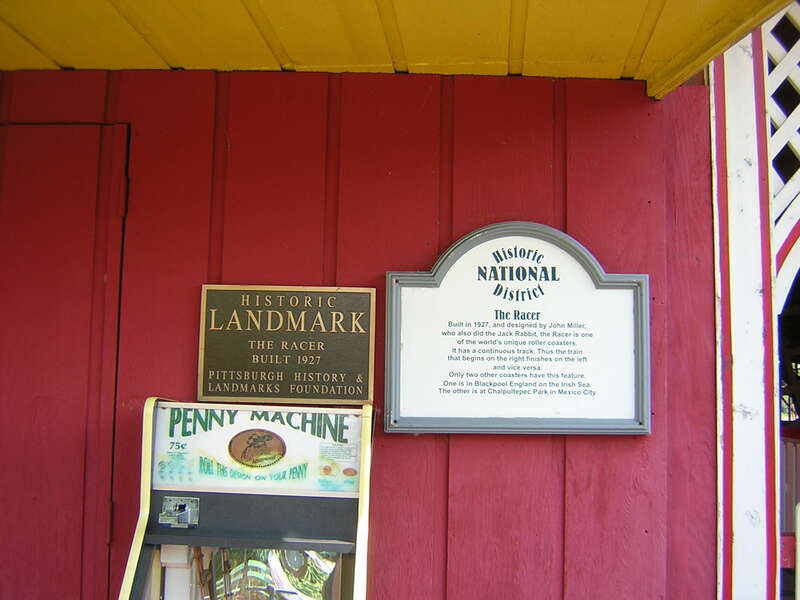 HISTORIC
LANDMARK
THE RACER
BUILT 1927
PITTSBURGH HISTORY &
LANDMARKS FOUNDATION
Historic
NATIONAL
District
The Racer
Built in 1927, and designed by John Miller,
who also did the Jack Rabbit, the Racer is one
of the world's unique roller coasters.
It has a continuous track. Thus the train
that begins on the right finishes on the left
and vice versa.
Only two other coasters have this feature.
One is in Blackpool England on the Irish Sea.
The other is at Chalpultepec Park in Mexico City
PENNY MACHINE
75¢
ROLL THIS DESIGN ON YOUR PENNY